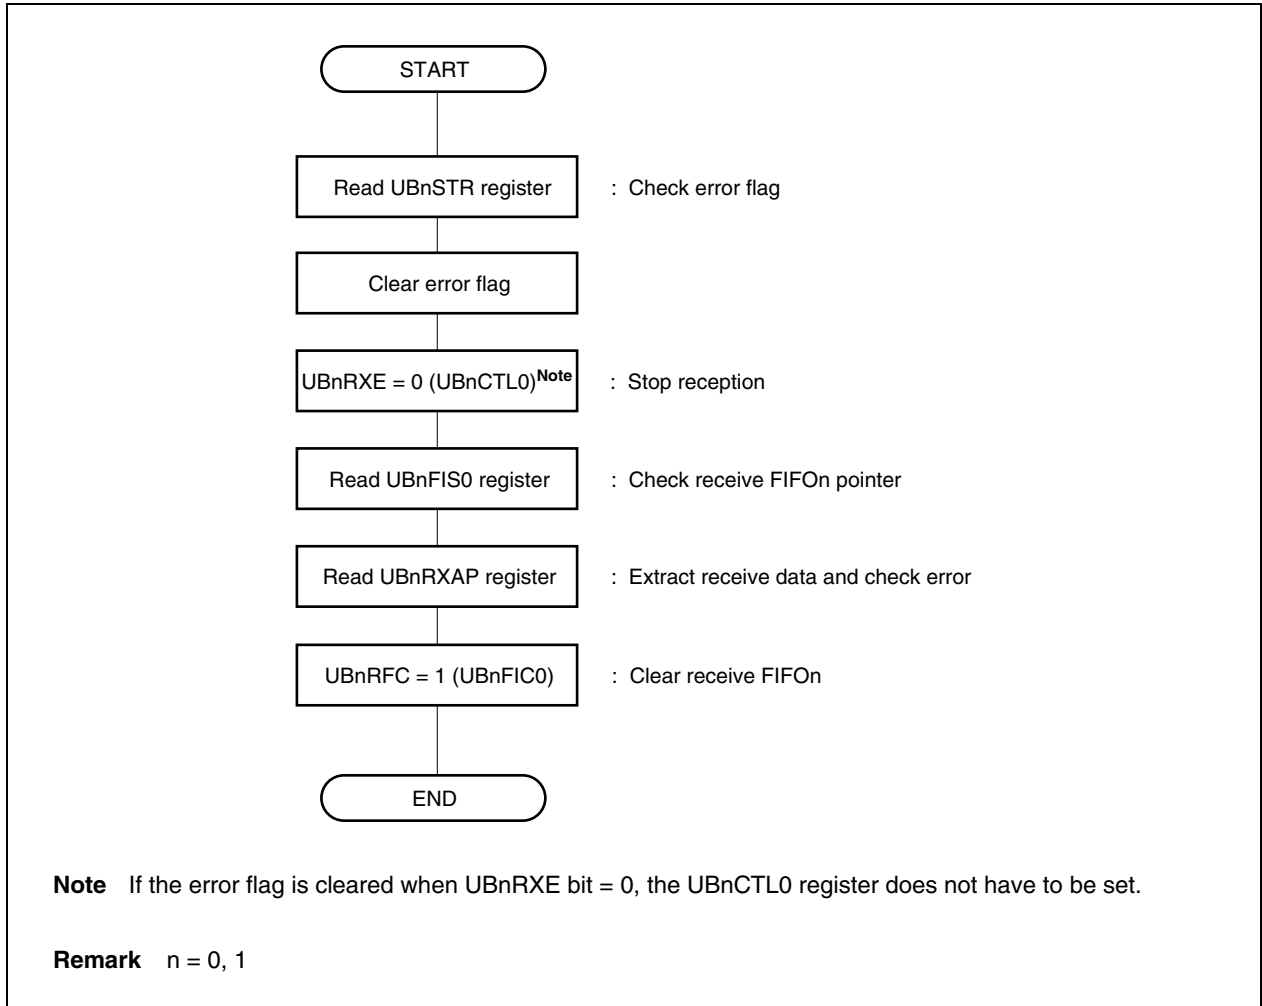 START
Read UBnSTR register : Check error flag
Clear error flag
UBnRXE = 0 (UBnCTL0)Note : Stop reception
Read UBnFIS0 register : Check receive FIFOn pointer
Read UBnRXAP register : Extract receive data and check error
UBnRFC = 1 (UBnFIC0) : Clear receive FIFOn
END
Note If the error flag is cleared when UBnRXE bit = 0, the UBnCTL0 register does not have to be set.
Remark n = 0, 1